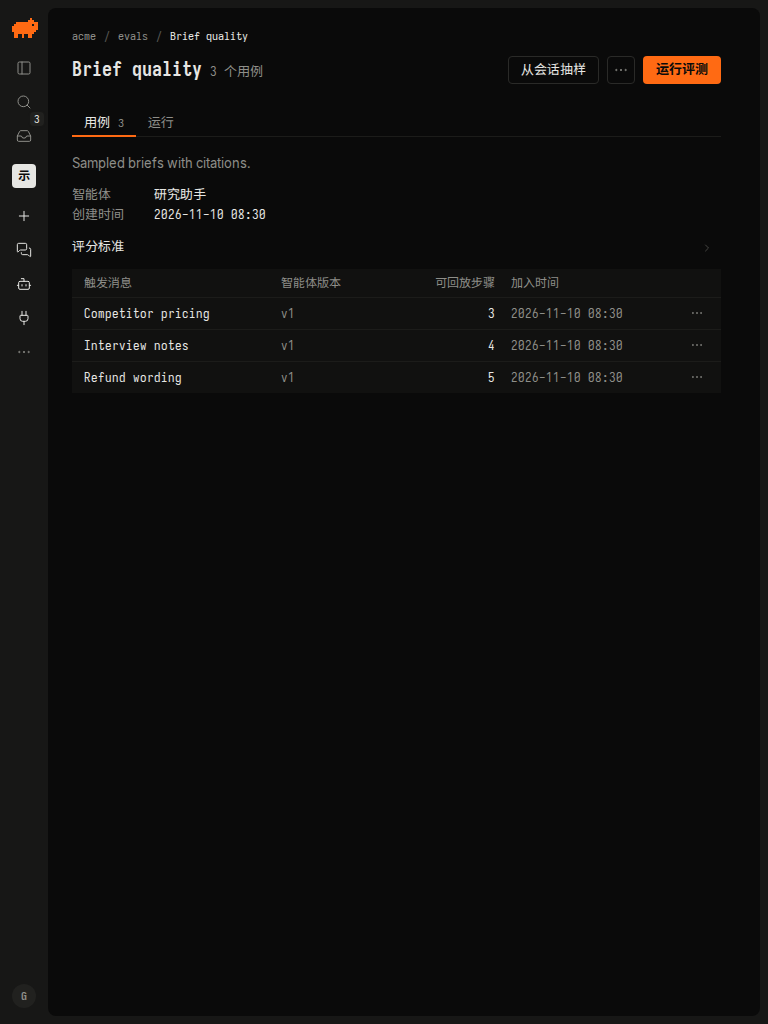 acme / evals / Brief quality
Brief quality 3 个用例
从会话抽样
运行评测
3
示
用例 3
运行
Sampled briefs with citations.
智能体 研究助手
创建时间 2026-11-10 08:30
评分标准
触发消息 智能体版本 可回放步骤 加入时间
Competitor pricing v1 3 2026-11-10 08:30
Interview notes v1 4 2026-11-10 08:30
Refund wording v1 5 2026-11-10 08:30
G